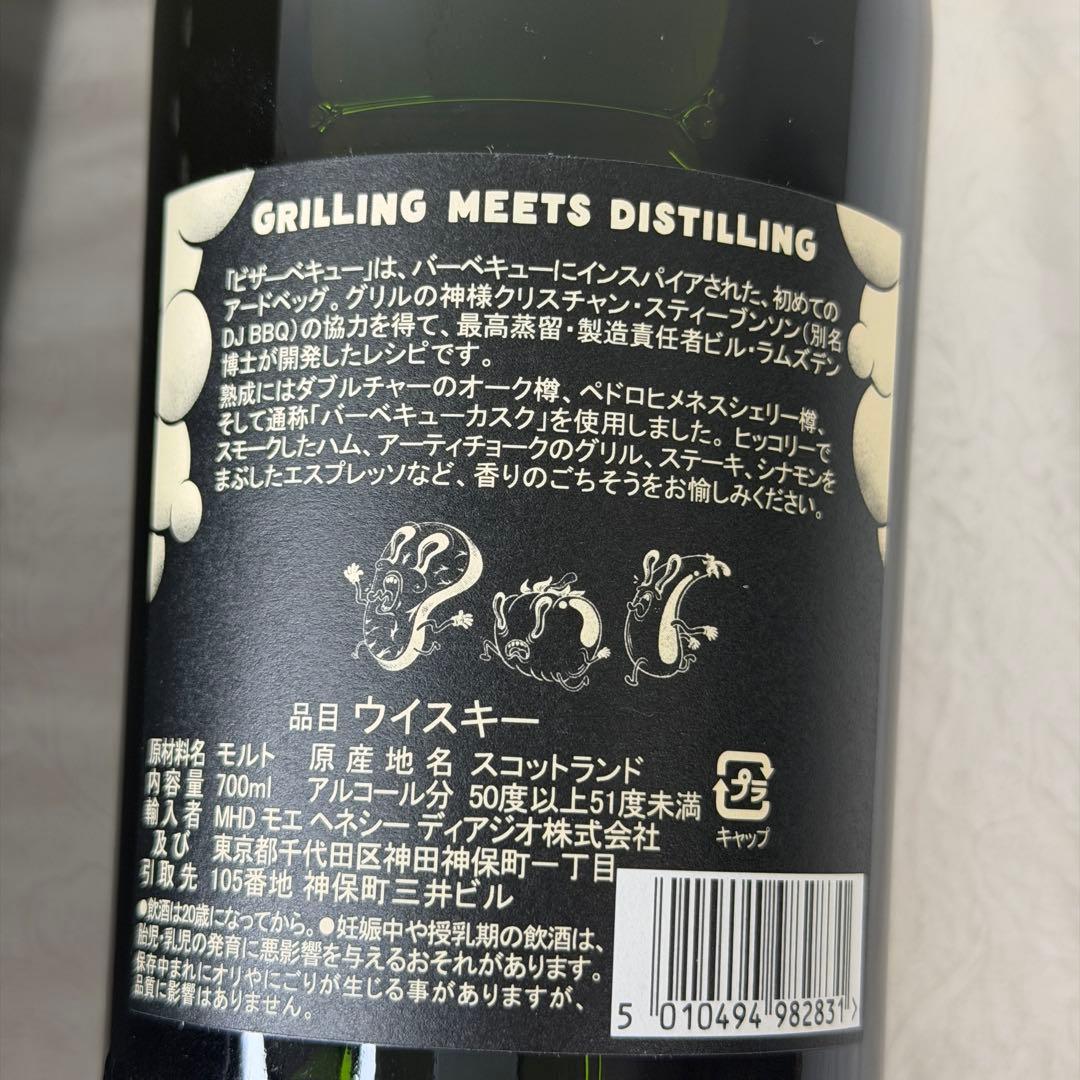 GRILLING MEETS DISTILLING
『ビザーベキュー』は、バーベキューにインスパイアされた、初めての
アードベッグ。グリルの神様クリスチャン・スティーブンソン(別名
DJ BBQ)の協力を得て、最高蒸留・製造責任者ビル・ラムズデン
博士が開発したレシピです。
熟成にはダブルチャーのオーク樽、ペドロヒメネスシェリー樽、
そして通称「バーベキューカスク」を使用しました。ヒッコリーで
スモークしたハム、アーティチョークのグリル、ステーキ、シナモンを
まぶしたエスプレッソなど、香りのごちそうをお愉しみください。
品目 ウイスキー
原材料名 モルト 原産地名 スコットランド
内容量 700ml アルコール分 50度以上51度未満
輸入者 MHD モエ ヘネシー ディアジオ株式会社
及び 東京都千代田区神田神保町一丁目
引取先 105番地 神保町三井ビル
プラ
キャップ
●飲酒は20歳になってから。●妊娠中や授乳期の飲酒は、
胎児・乳児の発育に悪影響を与えるおそれがあります。
保存中まれにオリやにごりが生じる事がありますが、
品質に影響はありません。
5 010494 982831 >